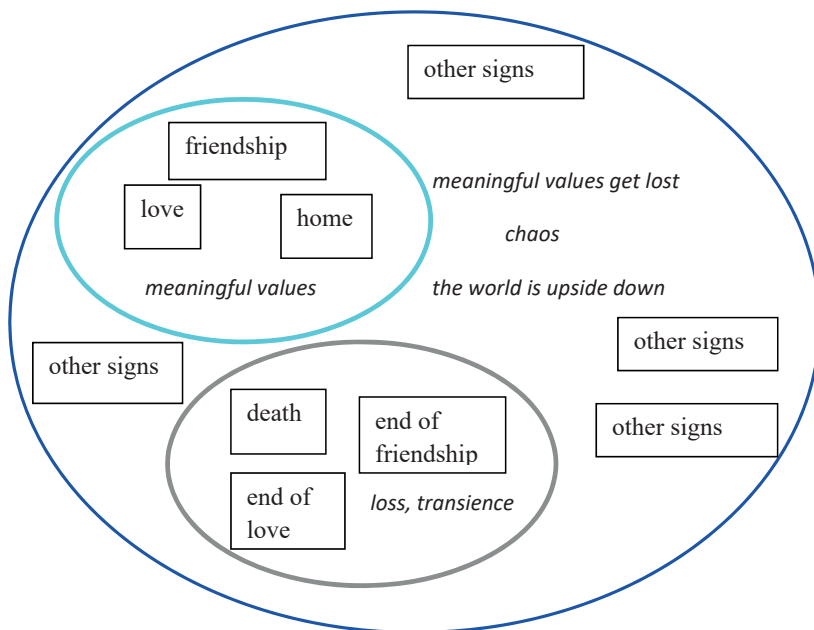 other signs
friendship
meaningful values get lost
love
home
chaos
meaningful values
the world is upside down
other signs
other signs
death
end of
friendship
other signs
end of
love
loss, transience